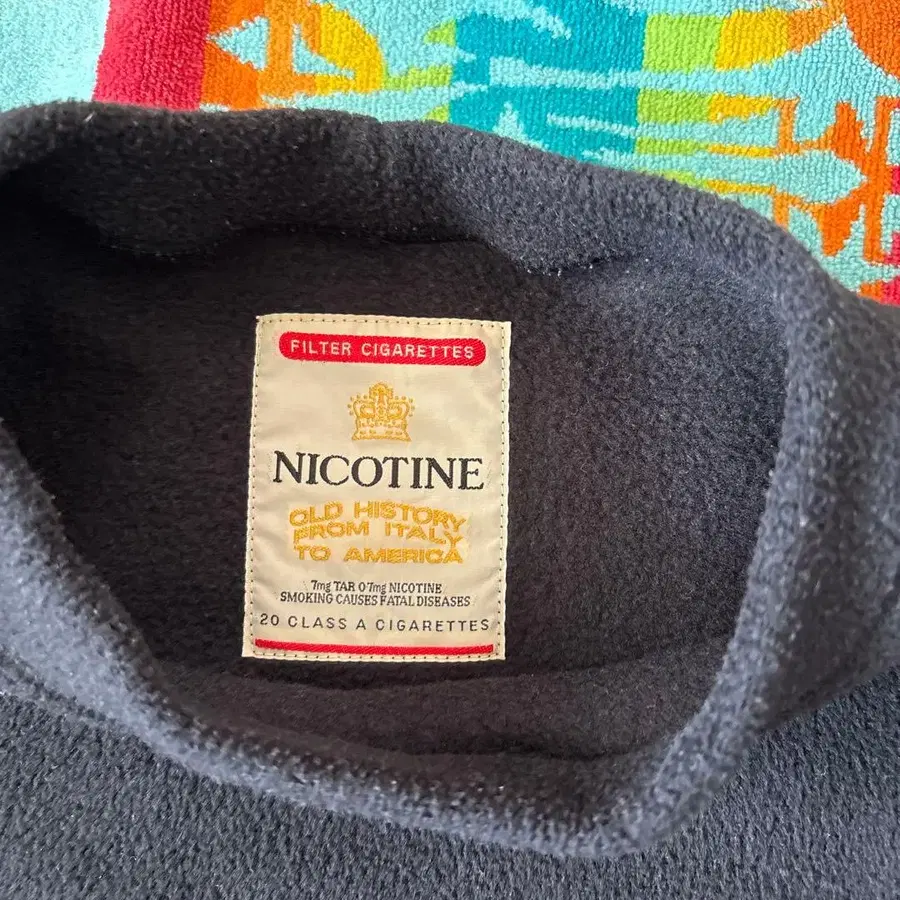 FILTER CIGARETTES
NICOTINE
OLD HISTORY
FROM ITALY
TO AMERICA
7mg TAR 0'7mg NICOTINE
SMOKING CAUSES FATAL DISEASES
20 CLASS A CIGARETTES